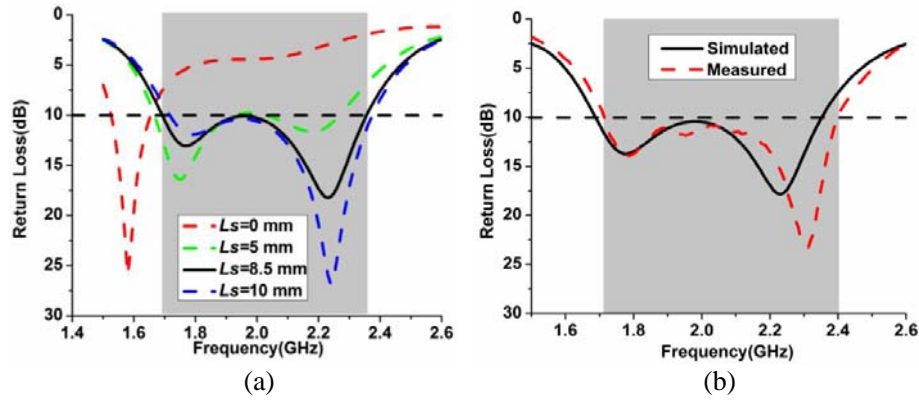 0
5
10
15
20
25
30
Return Loss(dB)
Ls=0 mm
Ls=5 mm
Ls=8.5 mm
Ls=10 mm
1.4 1.6 1.8 2.0 2.2 2.4 2.6
Frequency(GHz)
(a)
0
5
10
15
20
25
30
Return Loss(dB)
Simulated
Measured
1.6 1.8 2.0 2.2 2.4 2.6
Frequency(GHz)
(b)